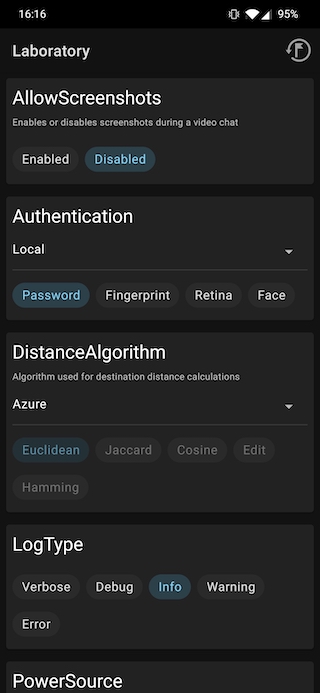 16:16 95%
Laboratory
AllowScreenshots
Enables or disables screenshots during a video chat
Enabled Disabled
Authentication
Local
Password Fingerprint Retina Face
DistanceAlgorithm
Algorithm used for destination distance calculations
Azure
Euclidean Jaccard Cosine Edit
Hamming
LogType
Verbose Debug Info Warning
Error
PowerSource